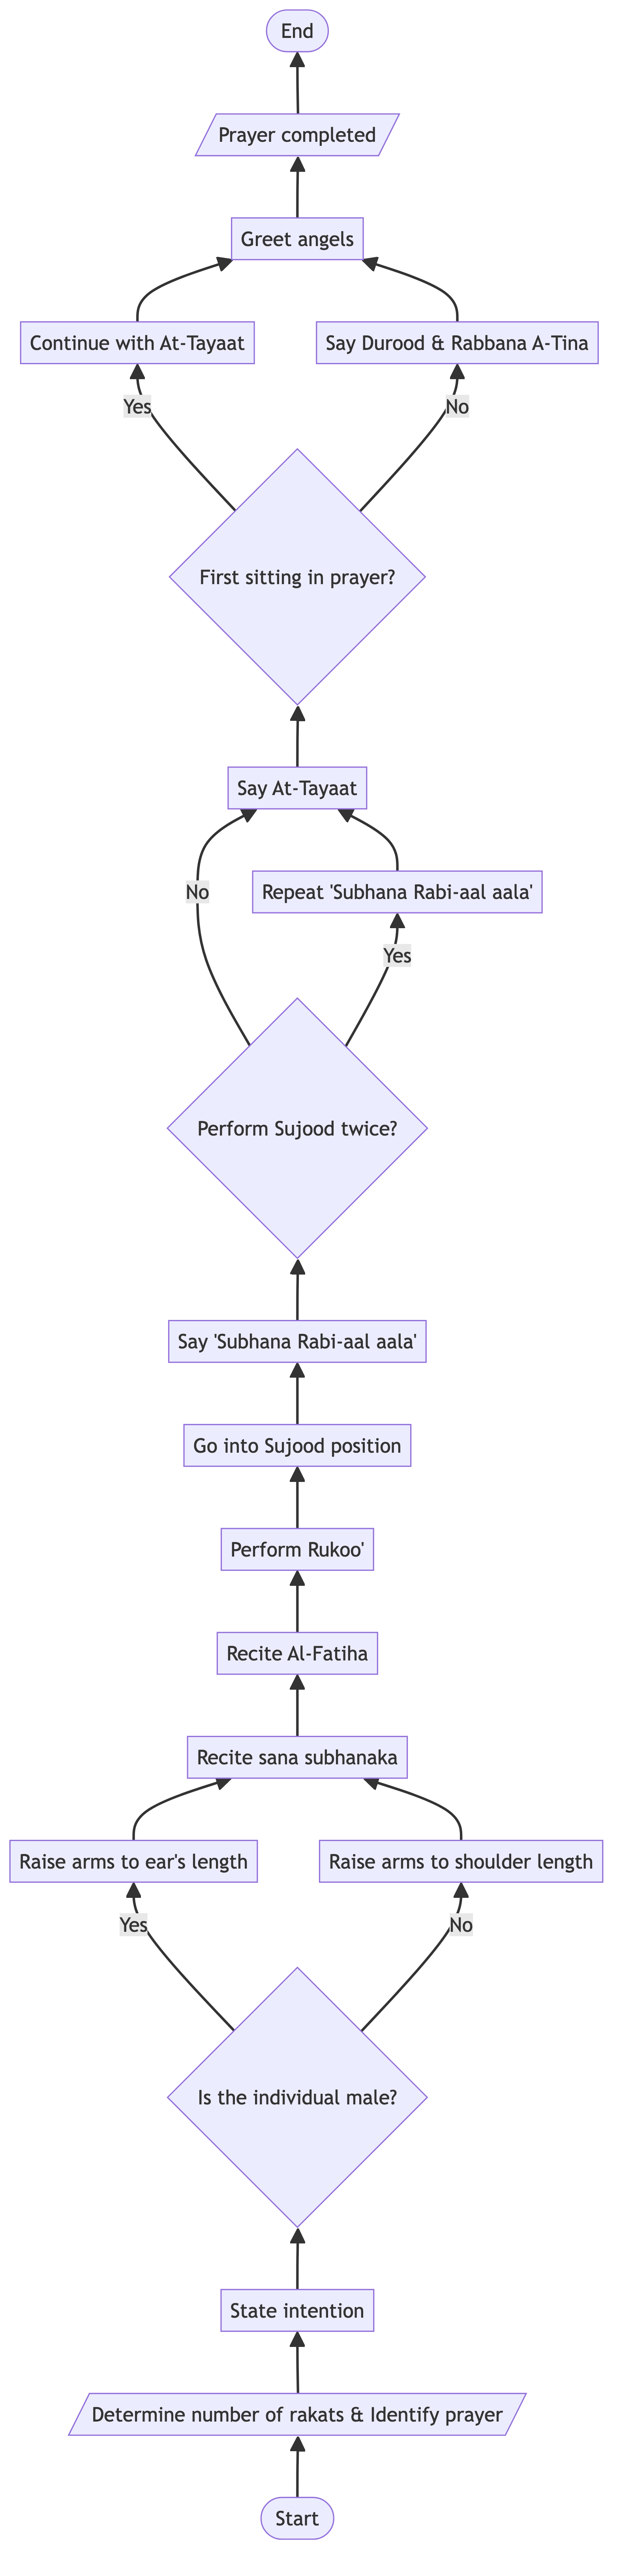 End
Prayer completed
Greet angels
Continue with At-Tayaat
Say Durood & Rabbana A-Tina
Yes
No
First sitting in prayer?
Say At-Tayaat
No
Repeat 'Subhana Rabi-aal aala'
Yes
Perform Sujood twice?
Say 'Subhana Rabi-aal aala'
Go into Sujood position
Perform Rukoo'
Recite Al-Fatiha
Recite sana subhanaka
Raise arms to ear's length
Raise arms to shoulder length
Yes
No
Is the individual male?
State intention
Determine number of rakats & Identify prayer
Start